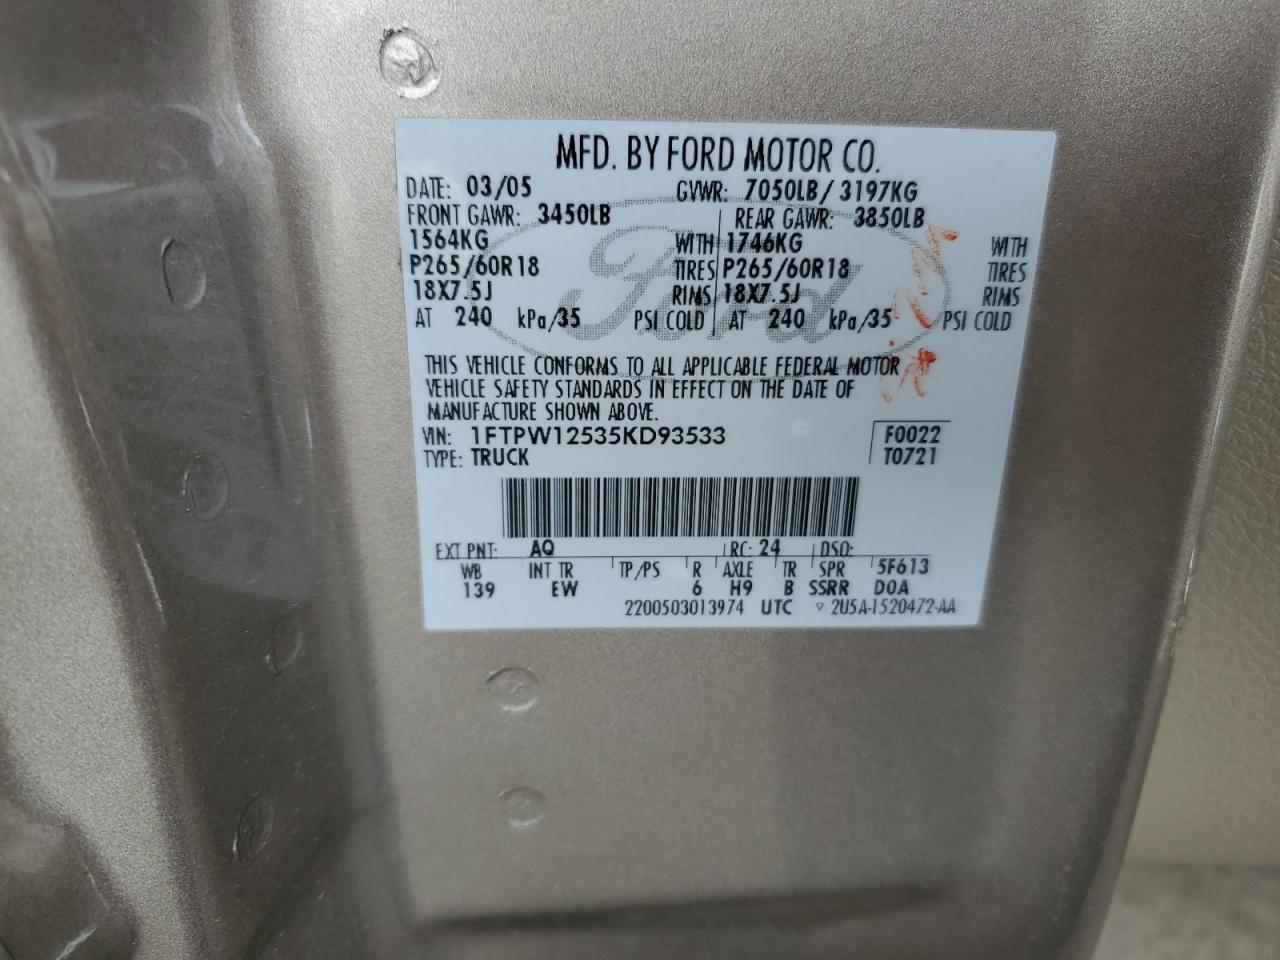 MFD. BY FORD MOTOR CO.
DATE: 03/05 GVWR: 7050LB/ 3197KG
FRONT GAWR: 3450LB REAR GAWR: 3850LB
1564KG WITH 1746KG WITH
P265/60R18 TIRES P265/60R18 TIRES
18X7.5J RIMS 18X7.5J RIMS
AT 240 kPa/35 PSI COLD AT 240 kPa/35 PSI COLD
Ford
THIS VEHICLE CONFORMS TO ALL APPLICABLE FEDERAL MOTOR
VEHICLE SAFETY STANDARDS IN EFFECT ON THE DATE OF
MANUFACTURE SHOWN ABOVE.
VIN: 1FTPW12535KD93533 F0022
TYPE: TRUCK T0721
EXT PNT: AQ RC: 24 DSO:
WB INT TR TP/PS R AXLE TR SPR 5F613
139 EW 6 H9 B SSRR DOA
2200503013974 UTC ▽ 2U5A-1520472-AA